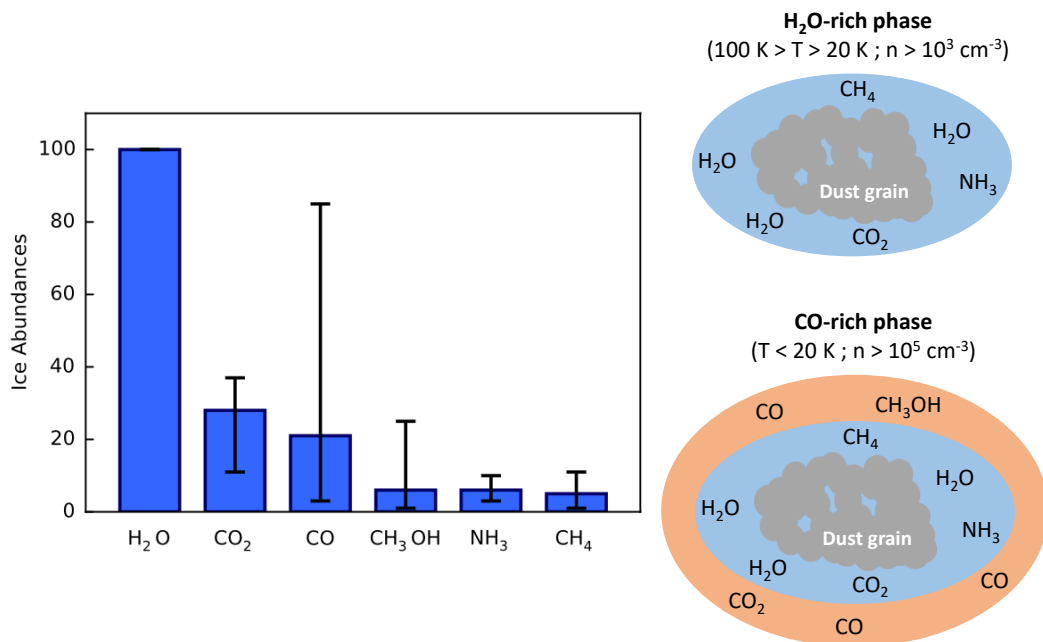 Ice Abundances
100
80
60
40
20
0
H₂O
CO₂
CO
CH₃OH
NH₃
CH₄
H₂O-rich phase
(100 K > T > 20 K ; n > 10³ cm⁻³)
CH₄
H₂O
H₂O
NH₃
Dust grain
H₂O
CO₂
CO-rich phase
(T < 20 K ; n > 10⁵ cm⁻³)
CO
CH₃OH
CH₄
H₂O
H₂O
NH₃
Dust grain
H₂O
CO₂
CO
CO₂
CO